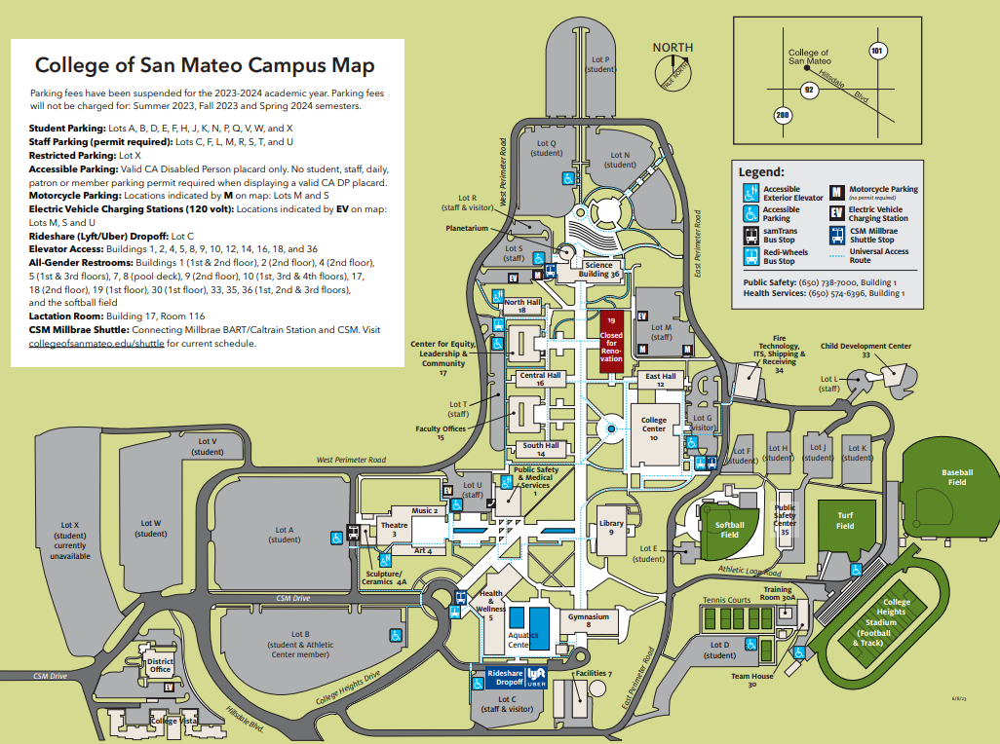 College of San Mateo Campus Map
Parking fees have been suspended for the 2023-2024 academic year. Parking fees
will not be charged for: Summer 2023, Fall 2023 and Spring 2024 semesters.
Student Parking: Lots A, B, D, E, F, H, J, K, N, P, Q, V, W, and X
Staff Parking (permit required): Lots C, F, L, M, R, S, T, and U
Restricted Parking: Lot X
Accessible Parking: Valid CA Disabled Person placard only. No student, staff, daily,
patron or member parking permit required when displaying a valid CA DP placard.
Motorcycle Parking: Locations indicated by M on map: Lots M and S
Electric Vehicle Charging Stations (120 volt): Locations indicated by EV on map:
Lots M, S and U
Rideshare (Lyft/Uber) Dropoff: Lot C
Elevator Access: Buildings 1, 2, 4, 5, 8, 9, 10, 12, 14, 16, 18, and 36
All-Gender Restrooms: Buildings 1 (1st & 2nd floor), 2 (2nd floor), 4 (2nd floor),
5 (1st & 3rd floors), 7, 8 (pool deck), 9 (2nd floor), 10 (1st, 3rd & 4th floors), 17,
18 (2nd floor), 19 (1st floor), 30 (1st floor), 33, 35, 36 (1st, 2nd & 3rd floors),
and the softball field
Lactation Room: Building 17, Room 116
CSM Millbrae Shuttle: Connecting Millbrae BART/Caltrain Station and CSM. Visit
collegeofsanmateo.edu/shuttle for current schedule.
NORTH
TRUE NORTH
College of
San Mateo
101
92
280
Hillsdale Blvd.
Legend:
Accessible
Exterior Elevator
Accessible
Parking
samTrans
Bus Stop
Redi-Wheels
Bus Stop
M
Motorcycle Parking
(no permit required)
EV
Electric Vehicle
Charging Station
CSM Millbrae
Shuttle Stop
Universal Access
Route
Public Safety: (650) 738-7000, Building 1
Health Services: (650) 574-6396, Building 1
Lot P
(student)
Lot Q
(student)
Lot N
(student)
West Perimeter Road
East Perimeter Road
Lot R
(staff & visitor)
Planetarium
Lot S
(staff)
Science
Building 36
EV
M
North Hall
18
19
Closed
for
Reno-
vation
EV
Lot M
(staff)
M
M
Center for Equity,
Leadership &
Community
17
Central Hall
16
East Hall
12
Fire
Technology,
ITS, Shipping &
Receiving
34
Child Development Center
33
Lot L
(staff)
Lot T
(staff)
Faculty Offices
15
College
Center
10
Lot G
(visitor)
South Hall
14
Lot F
(student)
Lot H
(student)
Lot J
(student)
Lot K
(student)
Baseball
Field
Lot V
(student)
West Perimeter Road
Lot X
(student)
currently
unavailable
Lot W
(student)
Lot A
(student)
EV
Lot U
(staff)
Public Safety
& Medical
Services
1
Music 2
Theatre
3
Art 4
Sculpture/
Ceramics 4A
Library
9
Lot E
(student)
Softball
Field
Public
Safety
Center
35
Turf
Field
Athletic Loop Road
CSM Drive
Health
&
Wellness
5
Aquatics
Center
Gymnasium
8
Tennis Courts
Training
Room 30A
College
Heights
Stadium
(Football
& Track)
Lot B
(student & Athletic
Center member)
Lot D
(student)
Team House
30
District
Office
EV
CSM Drive
College Vista
Hillsdale Blvd.
College Heights Drive
Rideshare
Dropoff
lyft
UBER
Lot C
(staff & visitor)
Facilities 7
East Perimeter Road
6/8/23